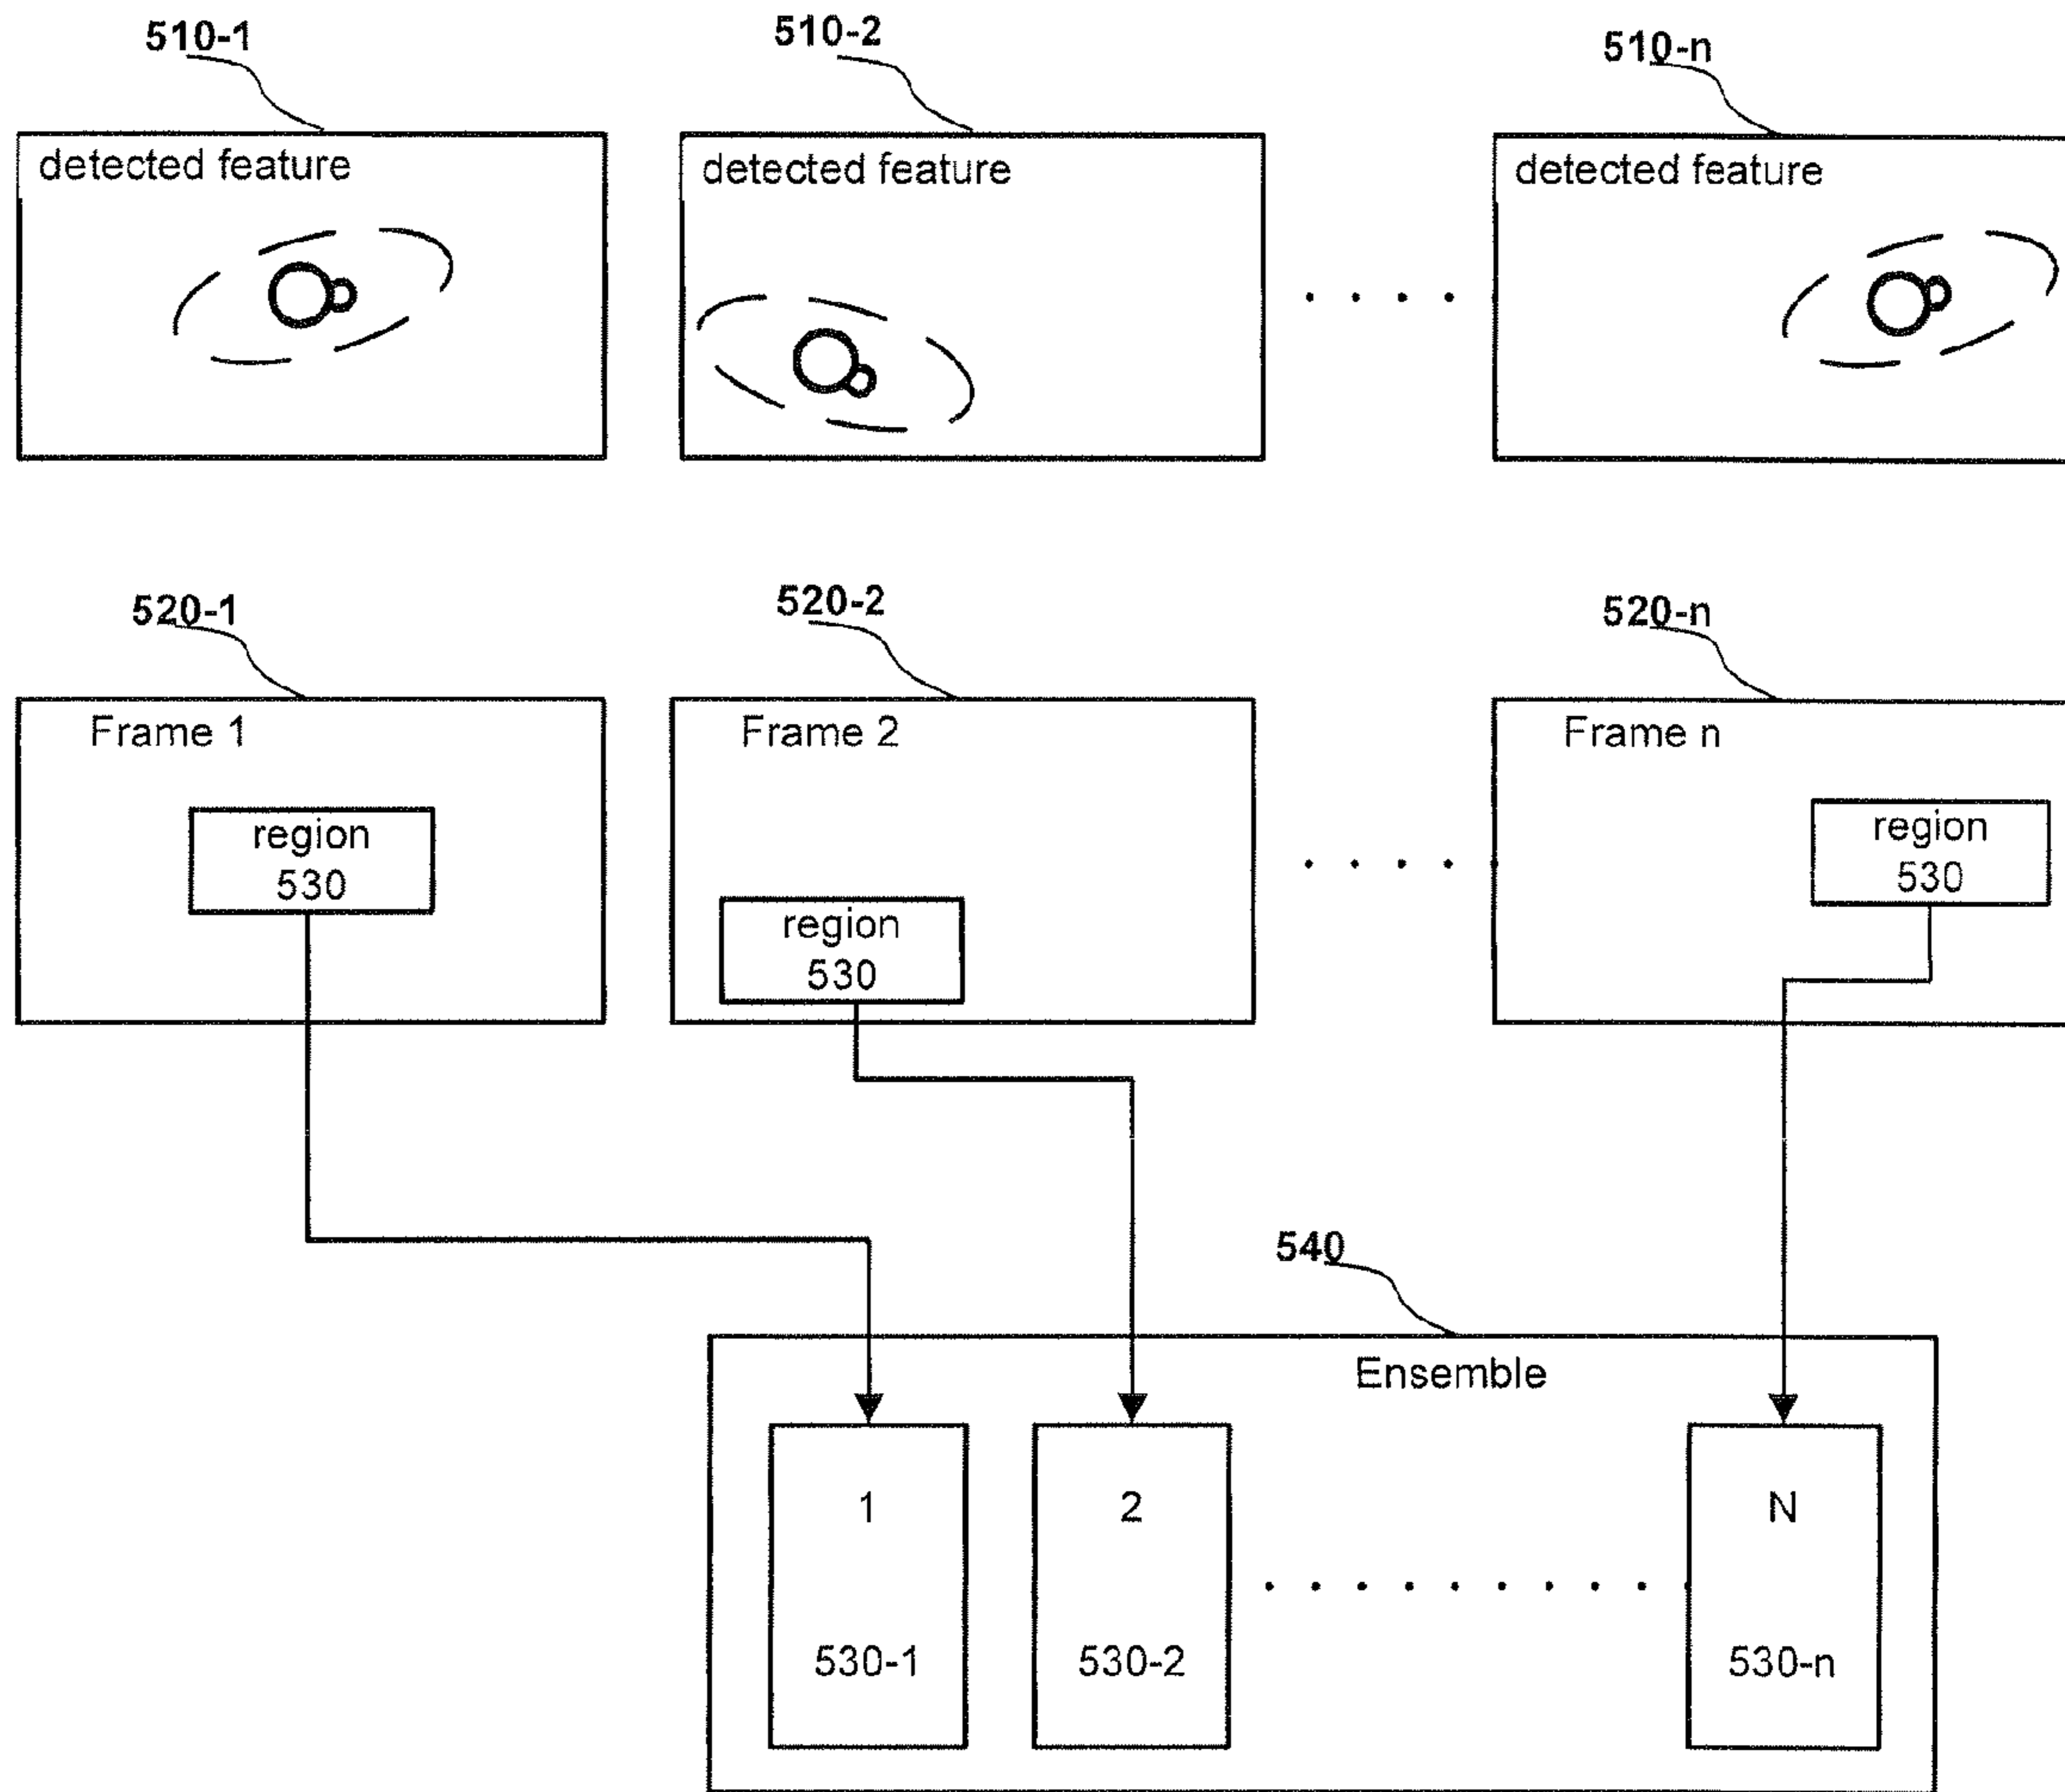 510-1
510-2
510-n
detected feature
detected feature
detected feature
520-1
520-2
520-n
Frame 1
Frame 2
Frame n
region
530
region
530
region
530
540
Ensemble
1
2
N
530-1
530-2
530-n